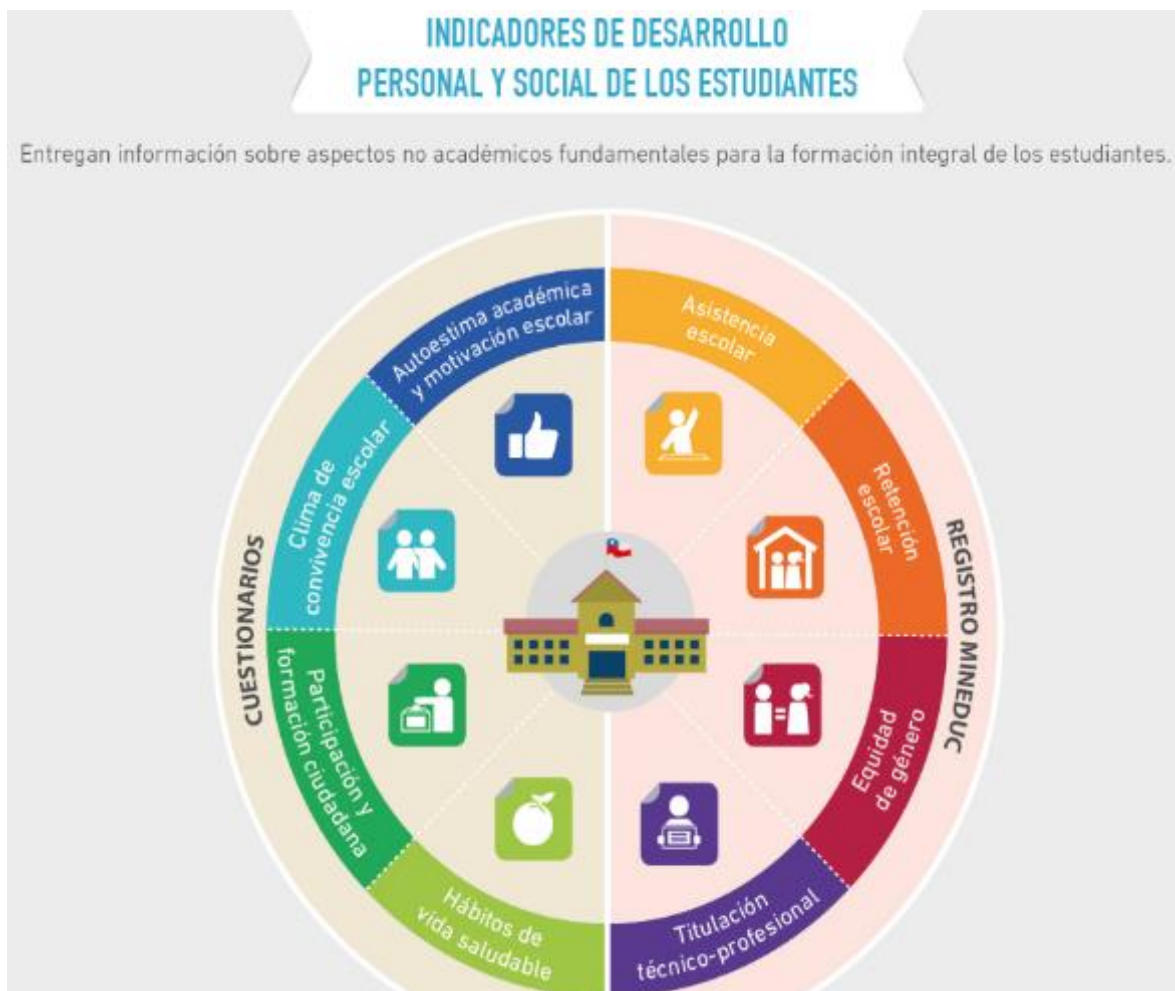 INDICADORES DE DESARROLLO
PERSONAL Y SOCIAL DE LOS ESTUDIANTES
Entregan información sobre aspectos no académicos fundamentales para la formación integral de los estudiantes.
CUESTIONARIOS
Autoestima académica
y motivación escolar
Clima de
convivencia escolar
Participación y
formación ciudadana
Hábitos de
vida saludable
REGISTRO MINEDUC
Asistencia
escolar
Retención
escolar
Equidad
de género
Titulación
técnico-profesional